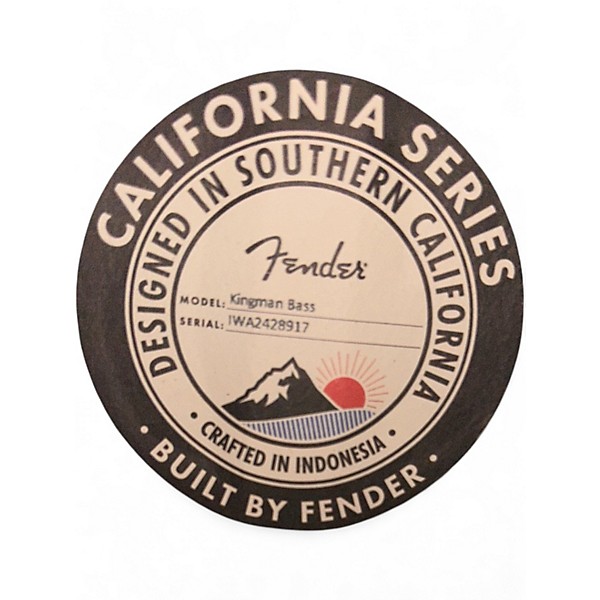 CALIFORNIA SERIES
DESIGNED IN SOUTHERN CALIFORNIA
Fender
MODEL: Kingman Bass
SERIAL: IWA2428917
• CRAFTED IN INDONESIA •
• BUILT BY FENDER •